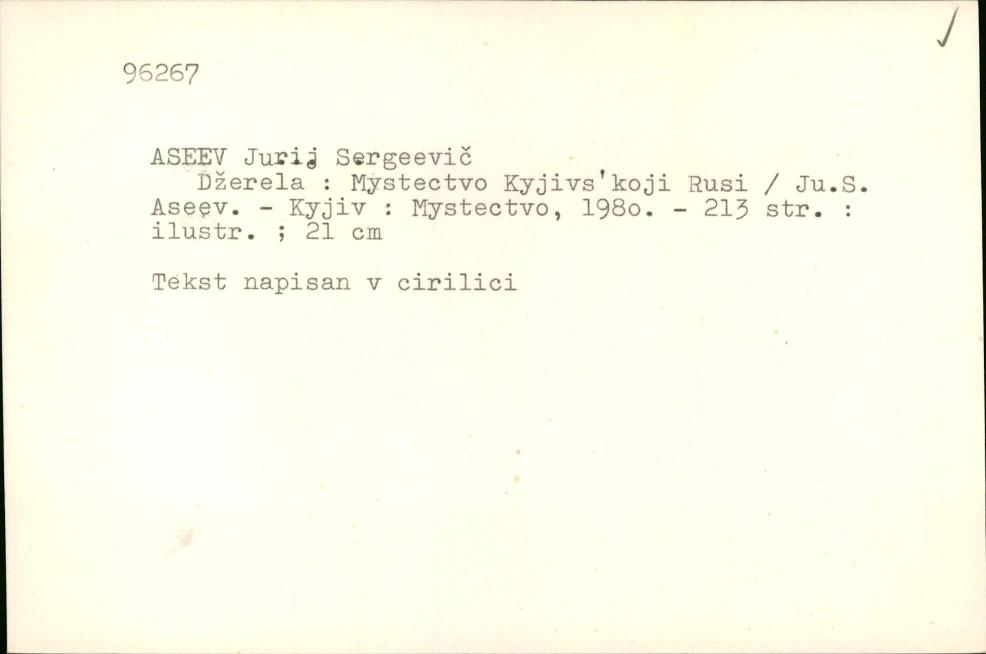 96267
ASEEV Jurij Sergeevič
Džerela : Mystectvo Kyjivs'koji Rusi / Ju.S.
Aseev. - Kyjiv : Mystectvo, 198o. - 213 str. :
ilustr. ; 21 cm
Tekst napisan v cirilici